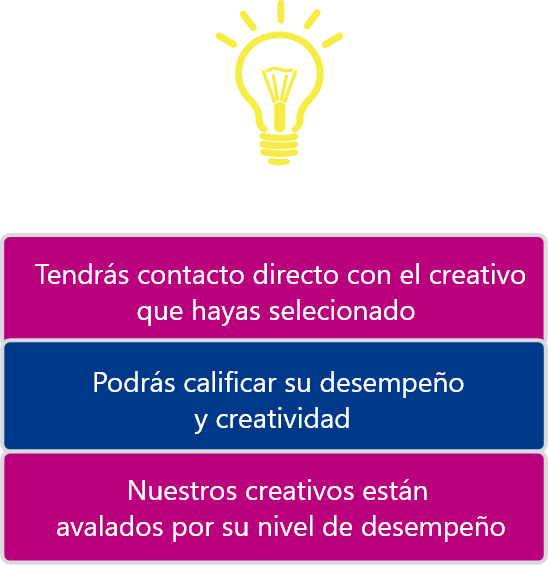 Tendrás contacto directo con el creativo
que hayas selecionado
Podrás calificar su desempeño
y creatividad
Nuestros creativos están
avalados por su nivel de desempeño